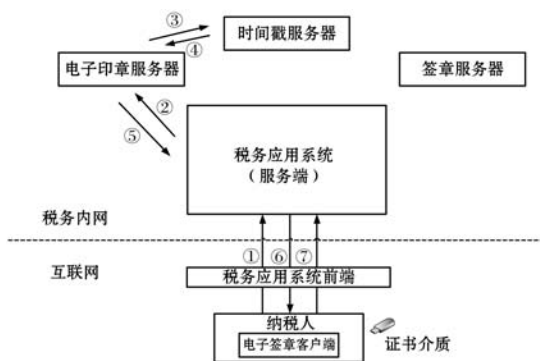 ③
时间戳服务器
④
电子印章服务器
签章服务器
②
⑤
税务应用系统
（服务端）
税务内网
① ⑥ ⑦
互联网
税务应用系统前端
纳税人
电子签章客户端
证书介质